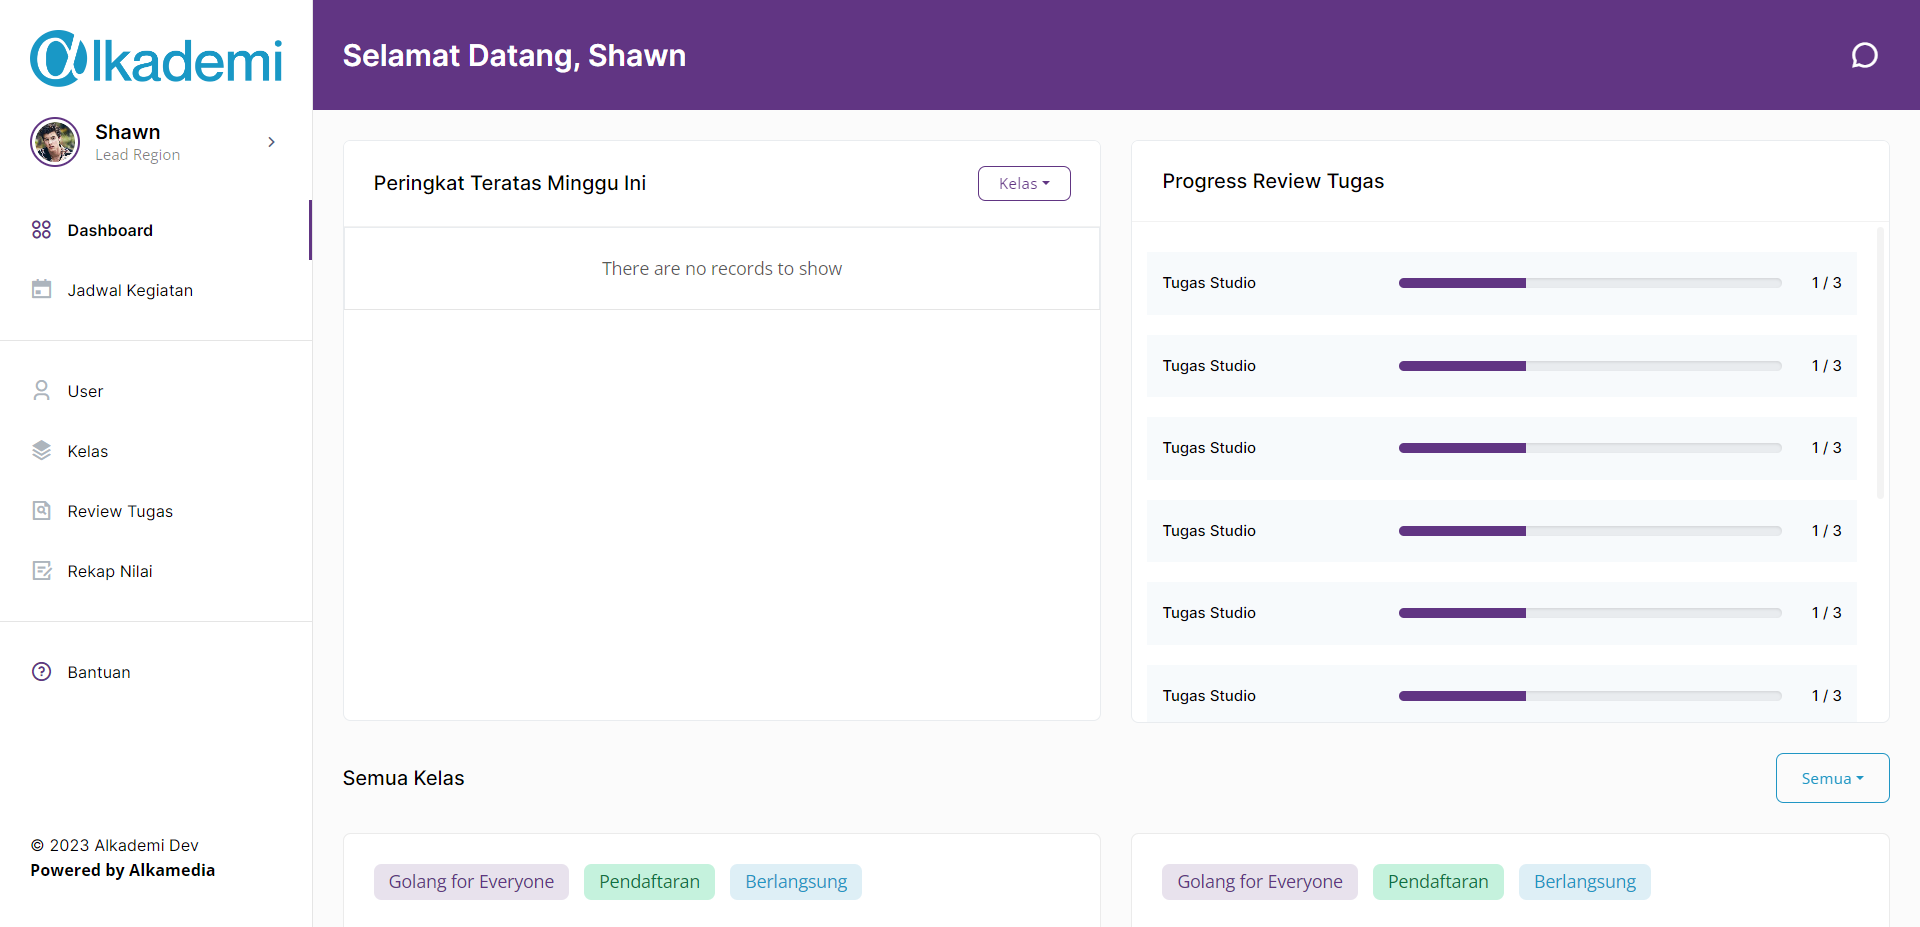 alkademi
Shawn
Lead Region
Dashboard
Jadwal Kegiatan
User
Kelas
Review Tugas
Rekap Nilai
Bantuan
© 2023 Alkademi Dev
Powered by Alkamedia
Selamat Datang, Shawn
Peringkat Teratas Minggu Ini
Kelas
There are no records to show
Progress Review Tugas
Tugas Studio 1 / 3
Tugas Studio 1 / 3
Tugas Studio 1 / 3
Tugas Studio 1 / 3
Tugas Studio 1 / 3
Tugas Studio 1 / 3
Semua Kelas
Semua
Golang for Everyone Pendaftaran Berlangsung
Golang for Everyone Pendaftaran Berlangsung